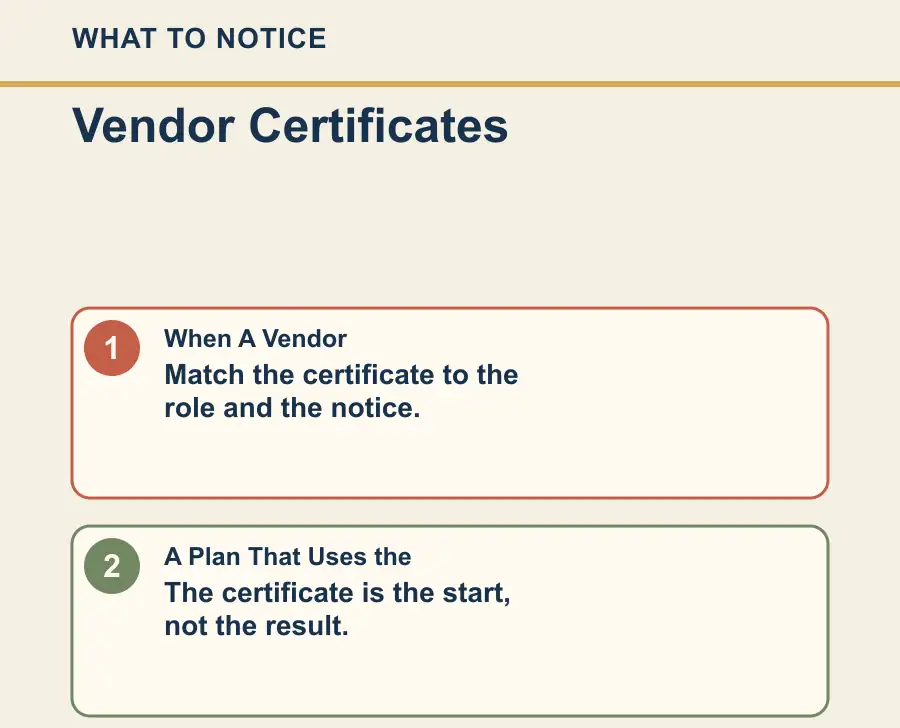 WHAT TO NOTICE
Vendor Certificates
1
When A Vendor
Match the certificate to the
role and the notice.
2
A Plan That Uses the
The certificate is the start,
not the result.